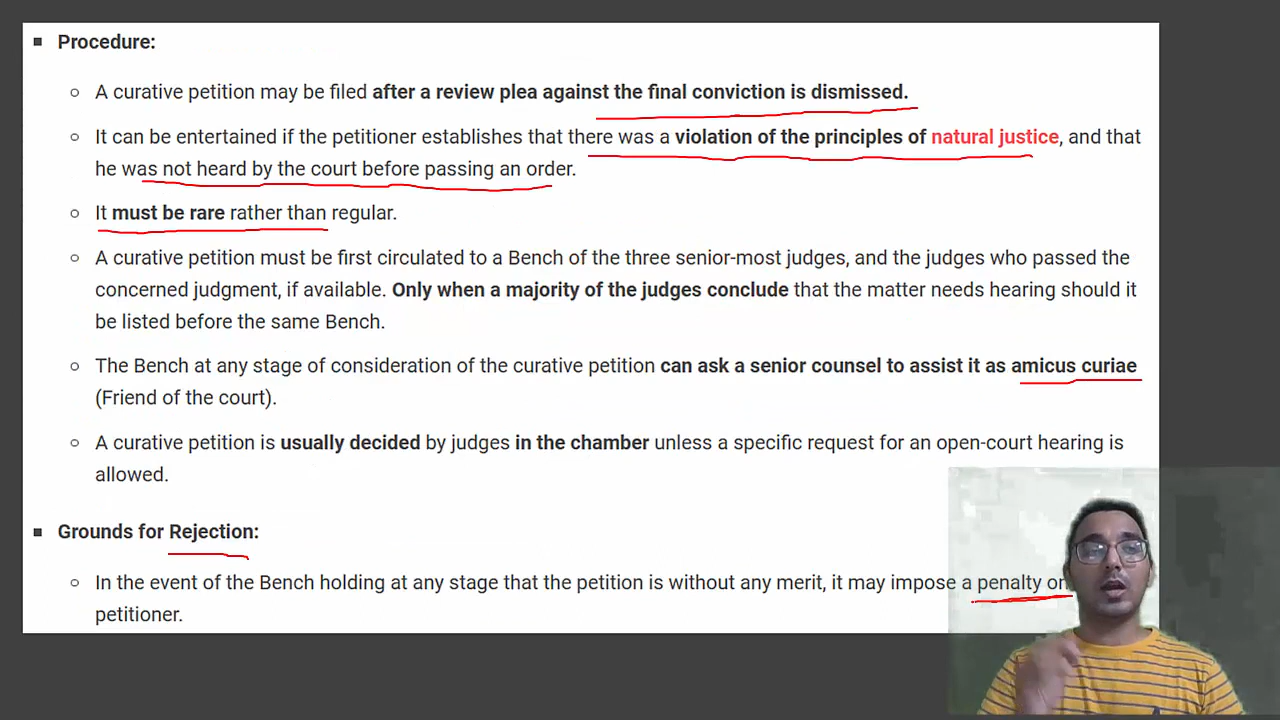 Procedure:
A curative petition may be filed after a review plea against the final conviction is dismissed.
It can be entertained if the petitioner establishes that there was a violation of the principles of natural justice, and that
he was not heard by the court before passing an order.
It must be rare rather than regular.
A curative petition must be first circulated to a Bench of the three senior-most judges, and the judges who passed the
concerned judgment, if available. Only when a majority of the judges conclude that the matter needs hearing should it
be listed before the same Bench.
The Bench at any stage of consideration of the curative petition can ask a senior counsel to assist it as amicus curiae
(Friend of the court).
A curative petition is usually decided by judges in the chamber unless a specific request for an open-court hearing is
allowed.
Grounds for Rejection:
In the event of the Bench holding at any stage that the petition is without any merit, it may impose a penalty on
petitioner.